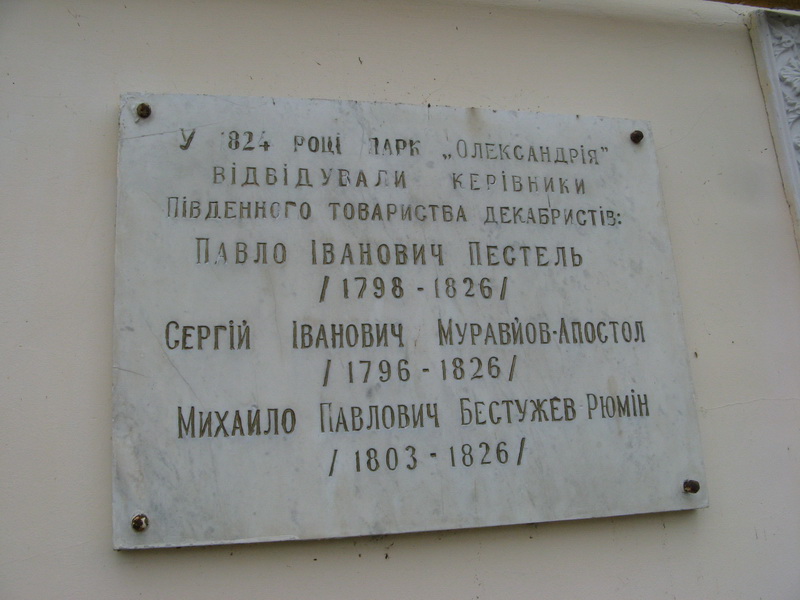 У 1824 РОЦІ ПАРК „ОЛЕКСАНДРІЯ”
ВІДВІДУВАЛИ КЕРІВНИКИ
ПІВДЕННОГО ТОВАРИСТВА ДЕКАБРИСТІВ:
ПАВЛО ІВАНОВИЧ ПЕСТЕЛЬ
/1798 - 1826/
СЕРГІЙ ІВАНОВИЧ МУРАВЙОВ-АПОСТОЛ
/1796 - 1826/
МИХАЙЛО ПАВЛОВИЧ БЕСТУЖЕВ-РЮМІН
/1803 - 1826/